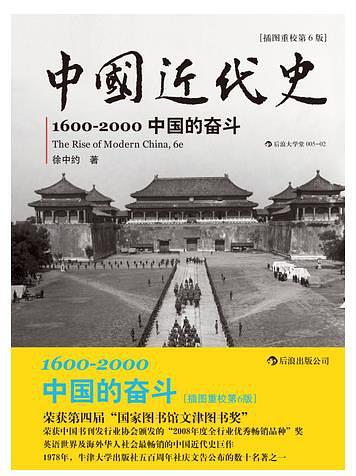 [插图重校第6版]
中國近代史
1600-2000 中国的奋斗
The Rise of Modern China, 6e
后浪大学堂 005-02
徐中约 著
后浪出版公司
1600-2000
中国的奋斗 [插图重校第6版]
荣获第四届“国家图书馆文津图书奖”
荣获中国书刊发行业协会颁发的“2008年度全行业优秀畅销品种”奖
英语世界及海外华人社会最畅销的中国近代史巨作
1978年，牛津大学出版社五百周年社庆文告公布的数十名著之一